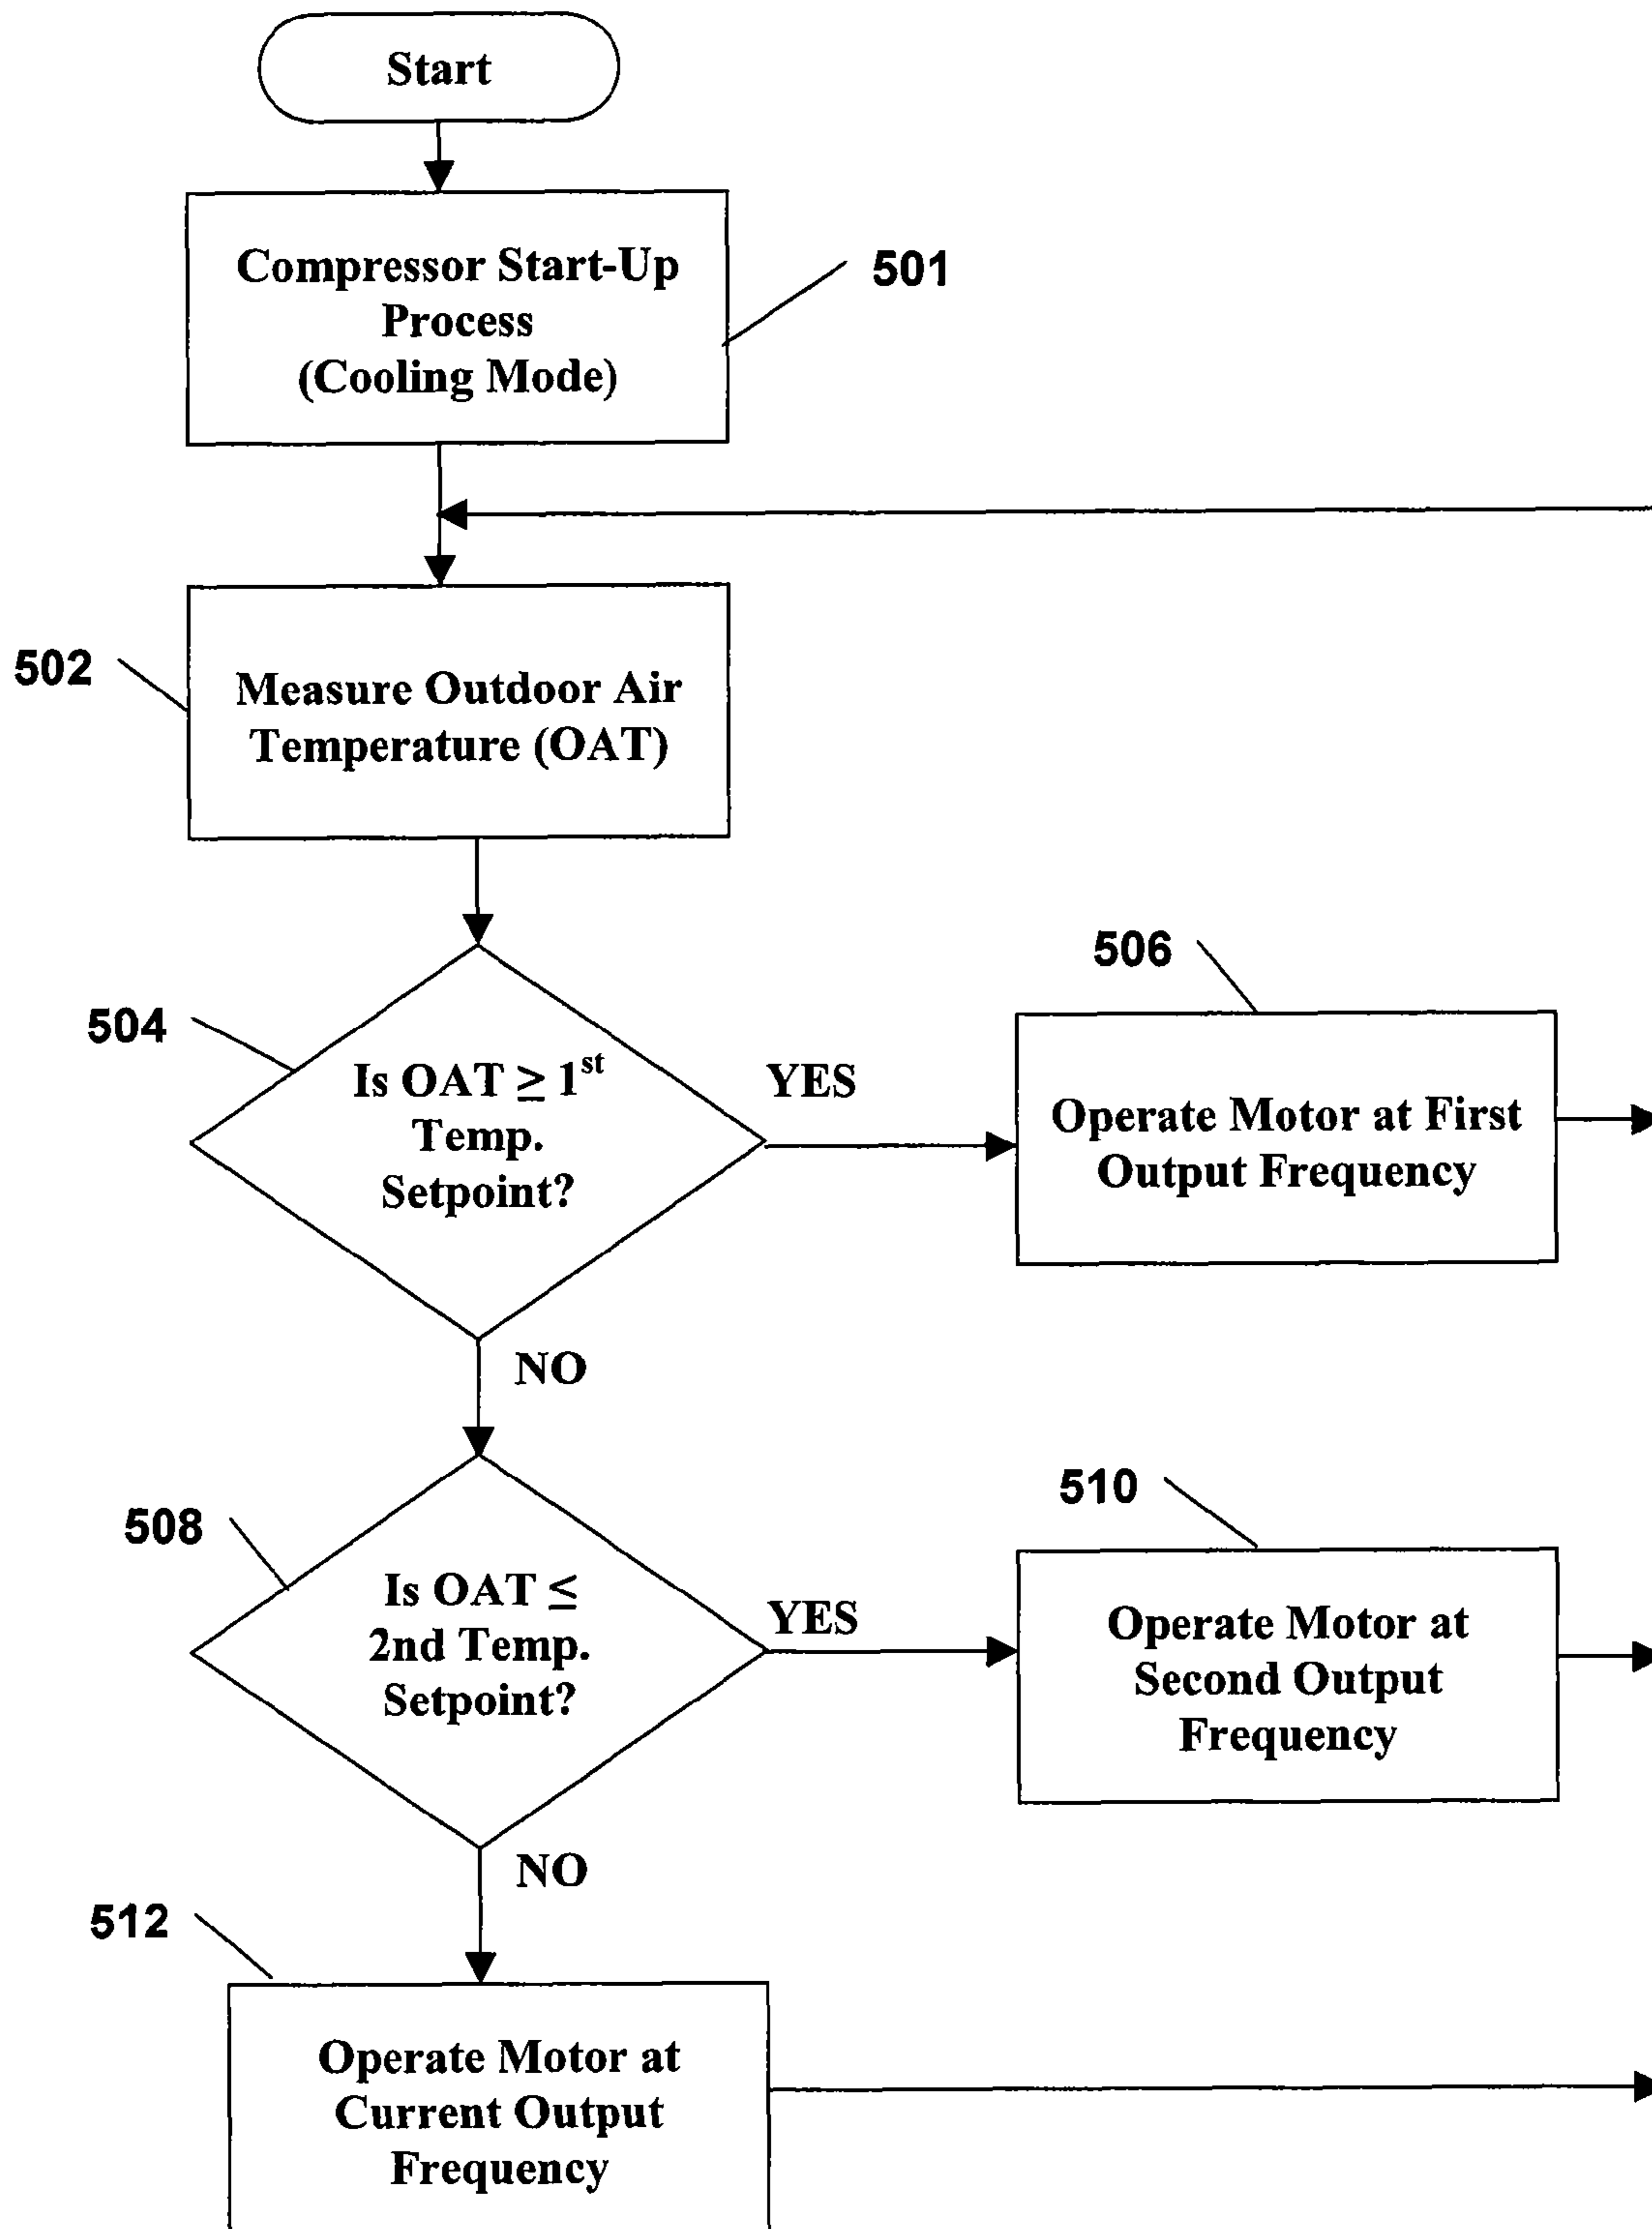 Start
Compressor Start-Up
Process
(Cooling Mode)
501
502
Measure Outdoor Air
Temperature (OAT)
504
Is OAT ≥ 1st
Temp.
Setpoint?
YES
506
Operate Motor at First
Output Frequency
NO
508
Is OAT ≤
2nd Temp.
Setpoint?
YES
510
Operate Motor at
Second Output
Frequency
NO
512
Operate Motor at
Current Output
Frequency